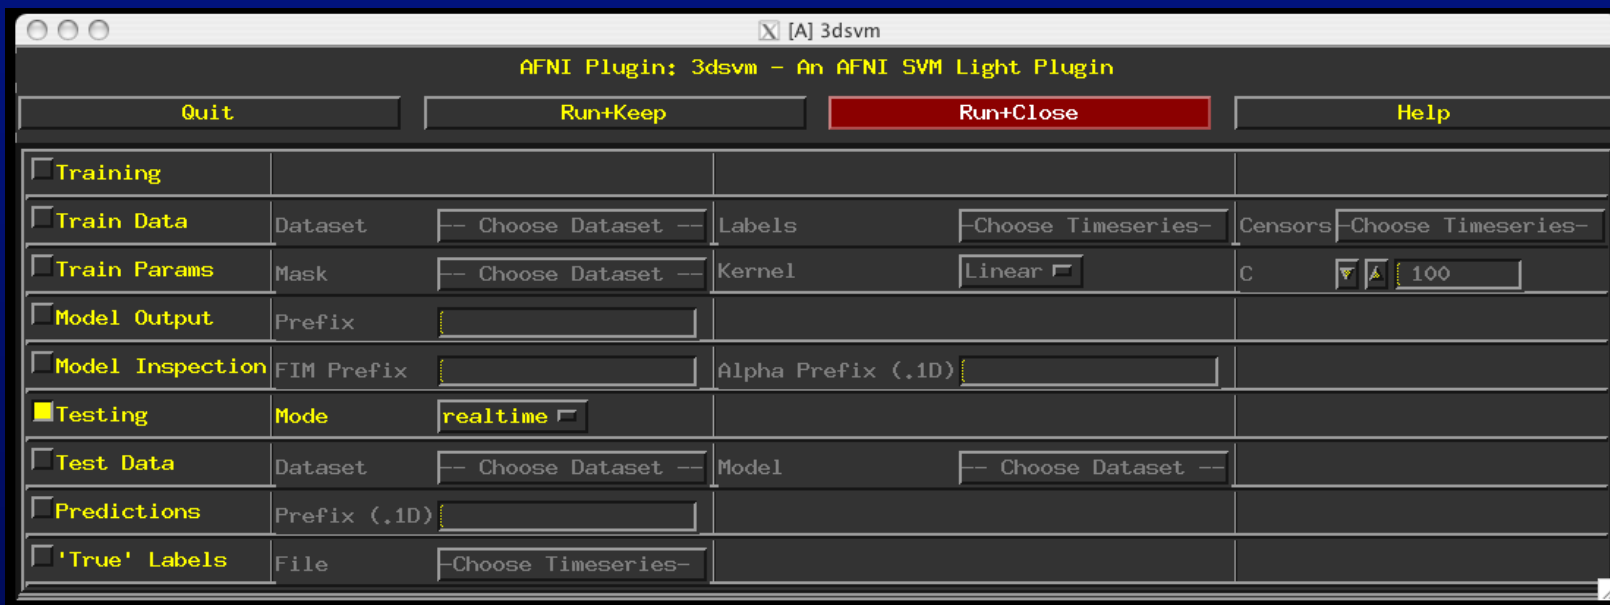 [A] 3dsvm
AFNI Plugin: 3dsvm - An AFNI SVM Light Plugin
Quit Run+Keep Run+Close Help
Training
Train Data Dataset -- Choose Dataset -- Labels -Choose Timeseries- Censors -Choose Timeseries-
Train Params Mask -- Choose Dataset -- Kernel Linear C 100
Model Output Prefix
Model Inspection FIM Prefix Alpha Prefix (.1D)
Testing Mode realtime
Test Data Dataset -- Choose Dataset -- Model -- Choose Dataset --
Predictions Prefix (.1D)
'True' Labels File -Choose Timeseries-